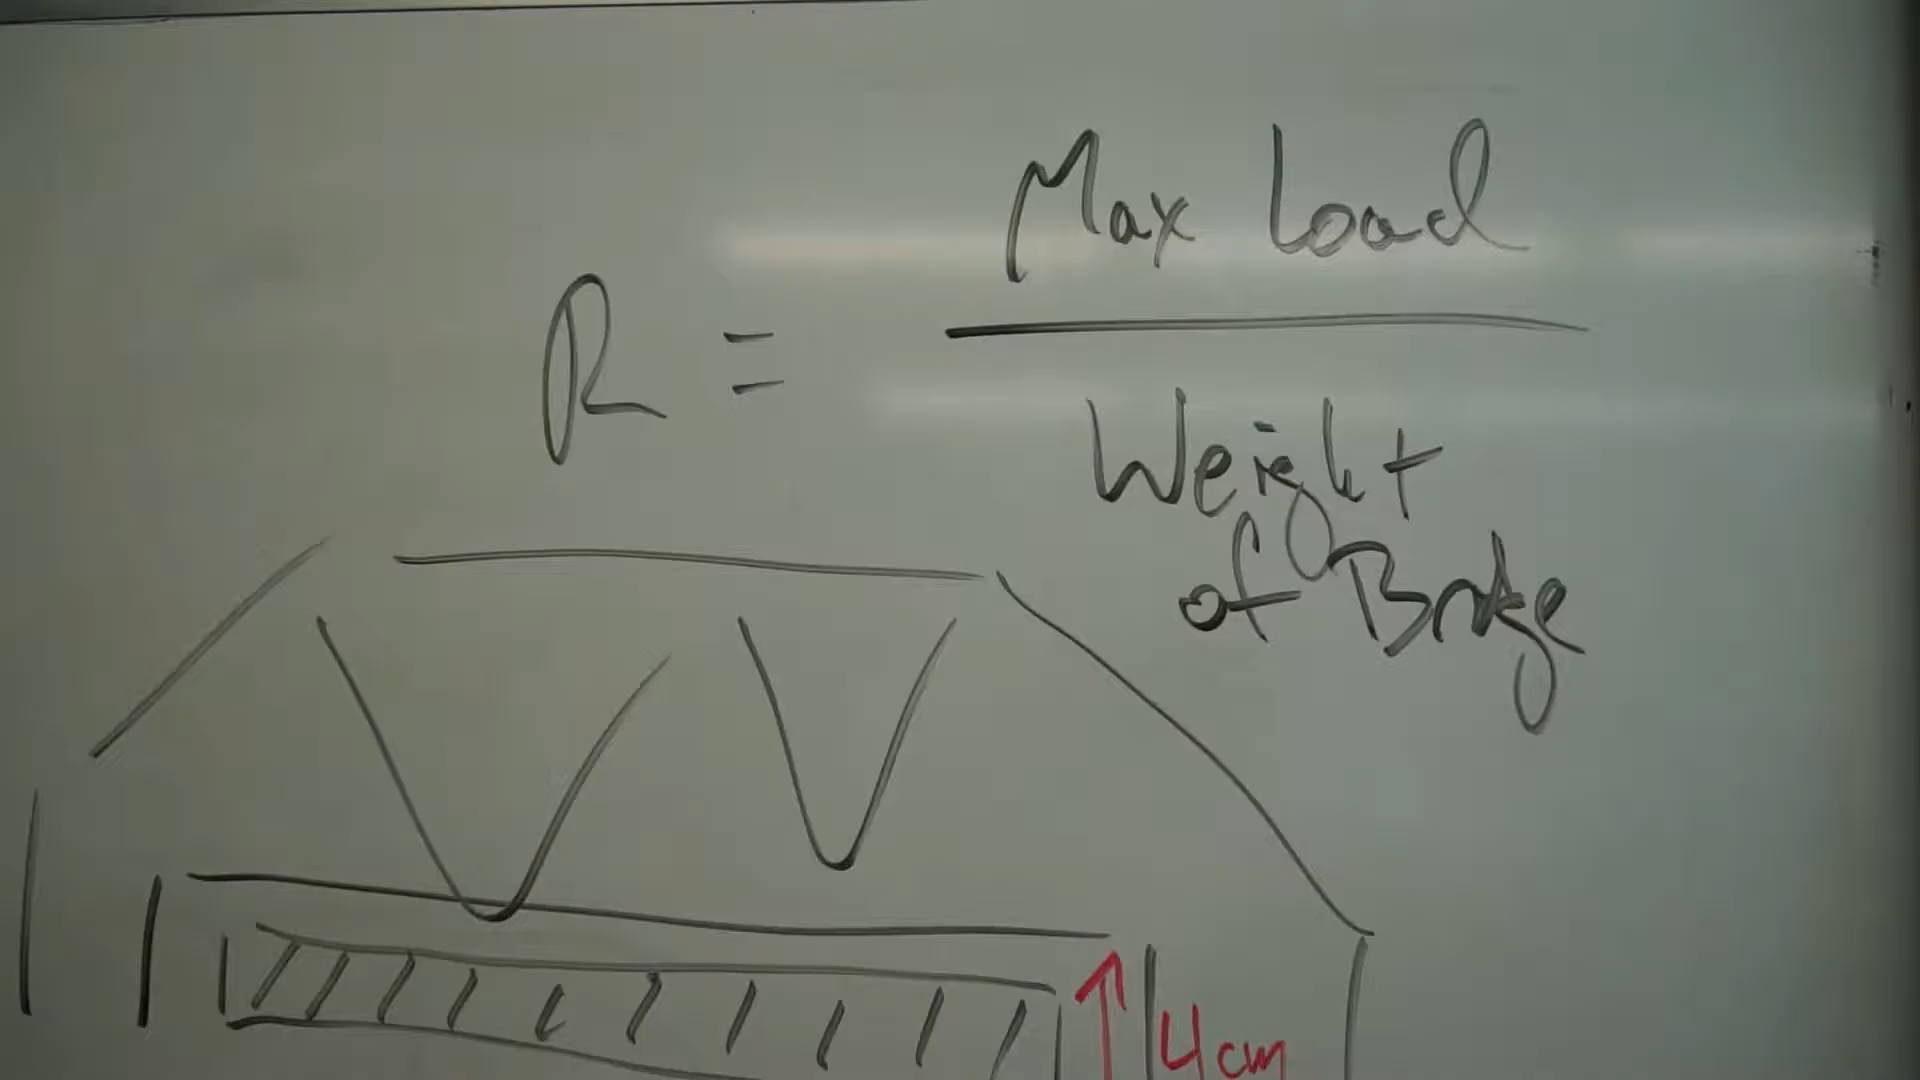 Max Load
R =
Weight
of Bridge
4cm